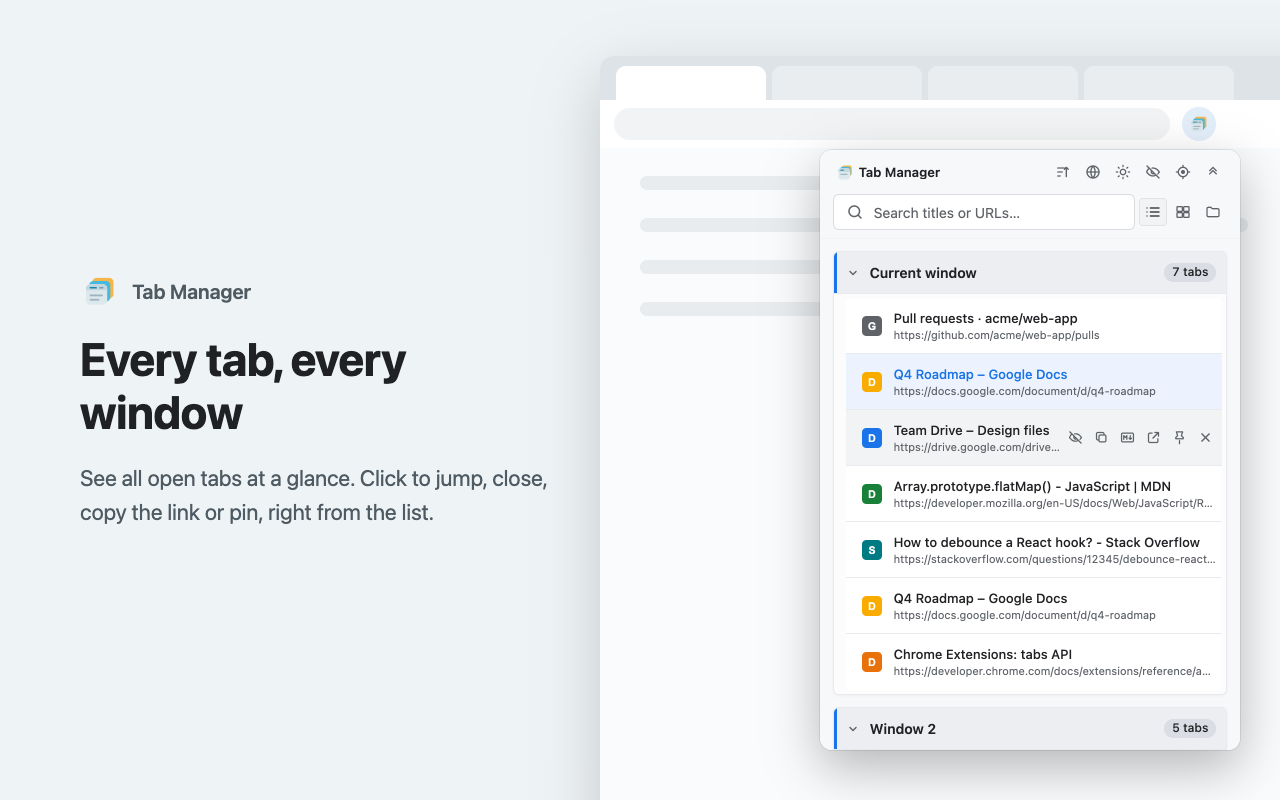 Tab Manager
Every tab, every
window
See all open tabs at a glance. Click to jump, close,
copy the link or pin, right from the list.
Tab Manager
Search titles or URLs...
Current window
7 tabs
G
Pull requests · acme/web-app
https://github.com/acme/web-app/pulls
D
Q4 Roadmap – Google Docs
https://docs.google.com/document/d/q4-roadmap
D
Team Drive – Design files
https://drive.google.com/drive...
D
Array.prototype.flatMap() - JavaScript | MDN
https://developer.mozilla.org/en-US/docs/Web/JavaScript/R...
S
How to debounce a React hook? - Stack Overflow
https://stackoverflow.com/questions/12345/debounce-react...
D
Q4 Roadmap – Google Docs
https://docs.google.com/document/d/q4-roadmap
D
Chrome Extensions: tabs API
https://developer.chrome.com/docs/extensions/reference/a...
Window 2
5 tabs